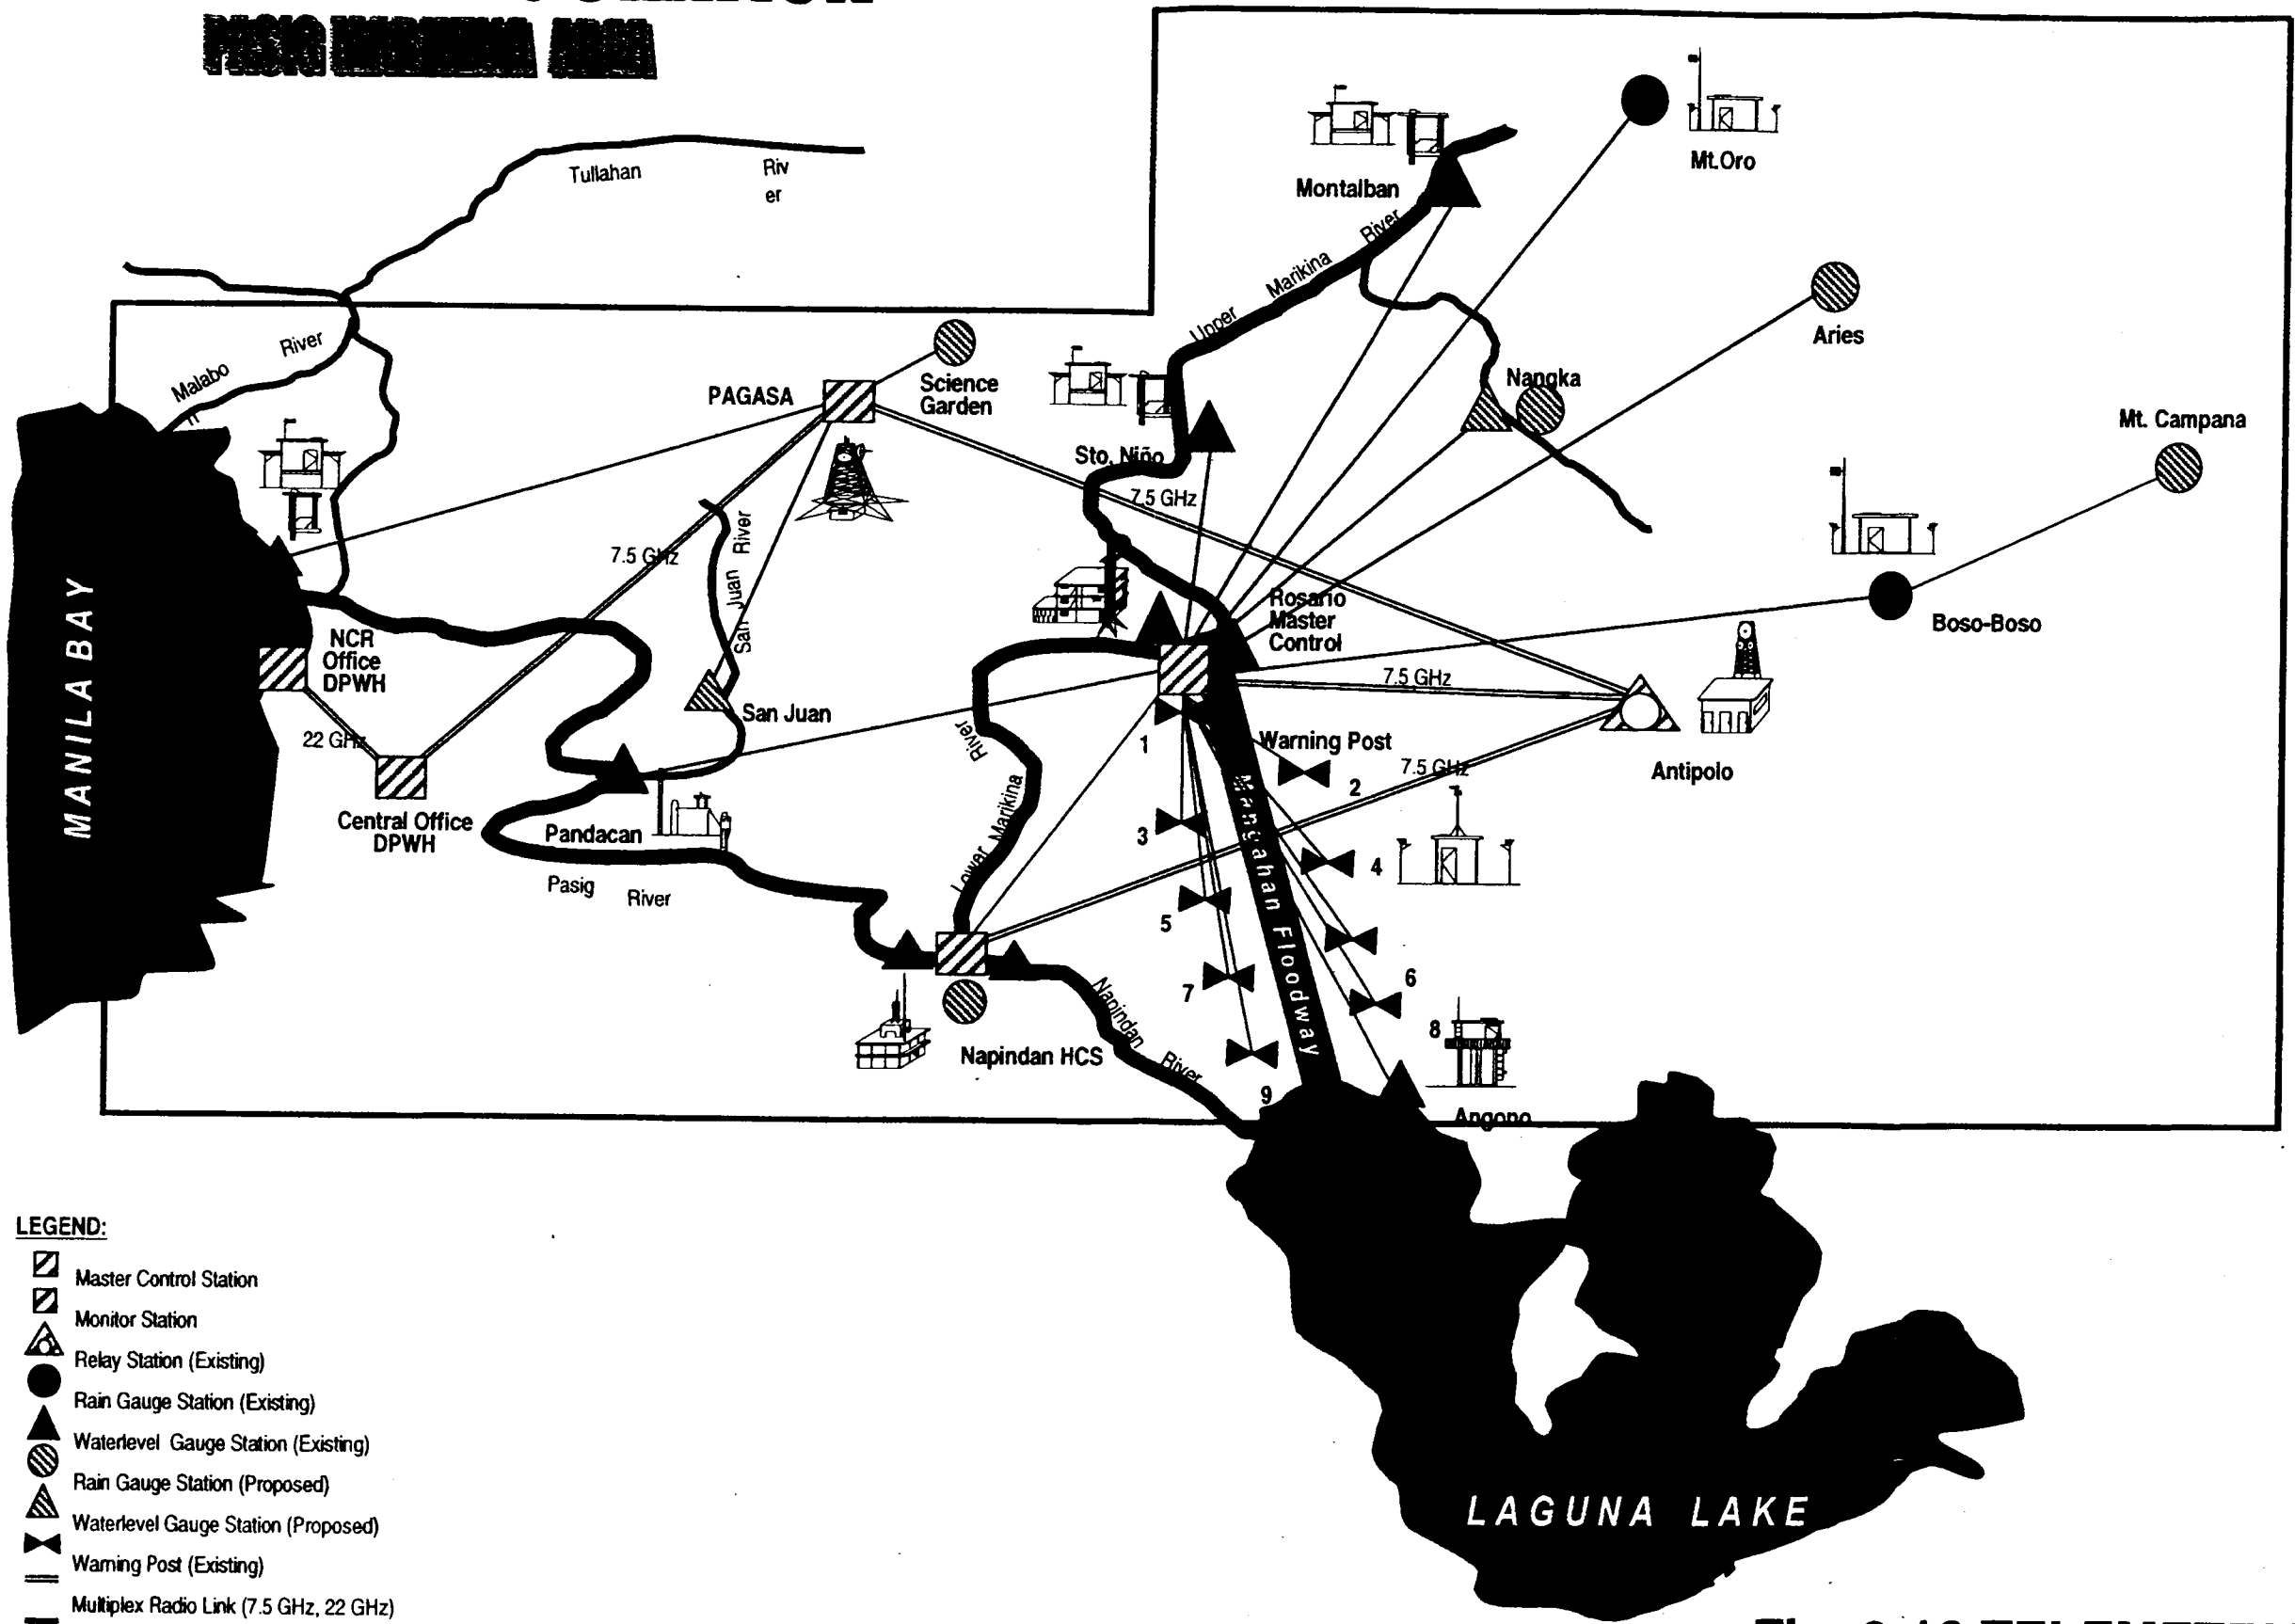 PASIG MARIKINA AREA
Tullahan
Riv
er
Montalban
Mt.Oro
Upper Marikina River
Aries
Malabo
n
River
PAGASA
Science
Garden
Nangka
Mt. Campana
Sto. Niño
7.5 GHz
7.5 GHz
San Juan River
MANILA BAY
NCR
Office
DPWH
Rosario
Master
Control
Boso-Boso
7.5 GHz
San Juan
22 GHz
1
Warning Post
2
7.5 GHz
Antipolo
Central Office
DPWH
Pandacan
Lower Marikina River
3
4
Pasig River
5
Mangahan Floodway
6
7
8
Napindan HCS
Napindan River
9
Angono
LEGEND:
Master Control Station
Monitor Station
Relay Station (Existing)
Rain Gauge Station (Existing)
Waterlevel Gauge Station (Existing)
Rain Gauge Station (Proposed)
Waterlevel Gauge Station (Proposed)
Warning Post (Existing)
Multiplex Radio Link (7.5 GHz, 22 GHz)
LAGUNA LAKE